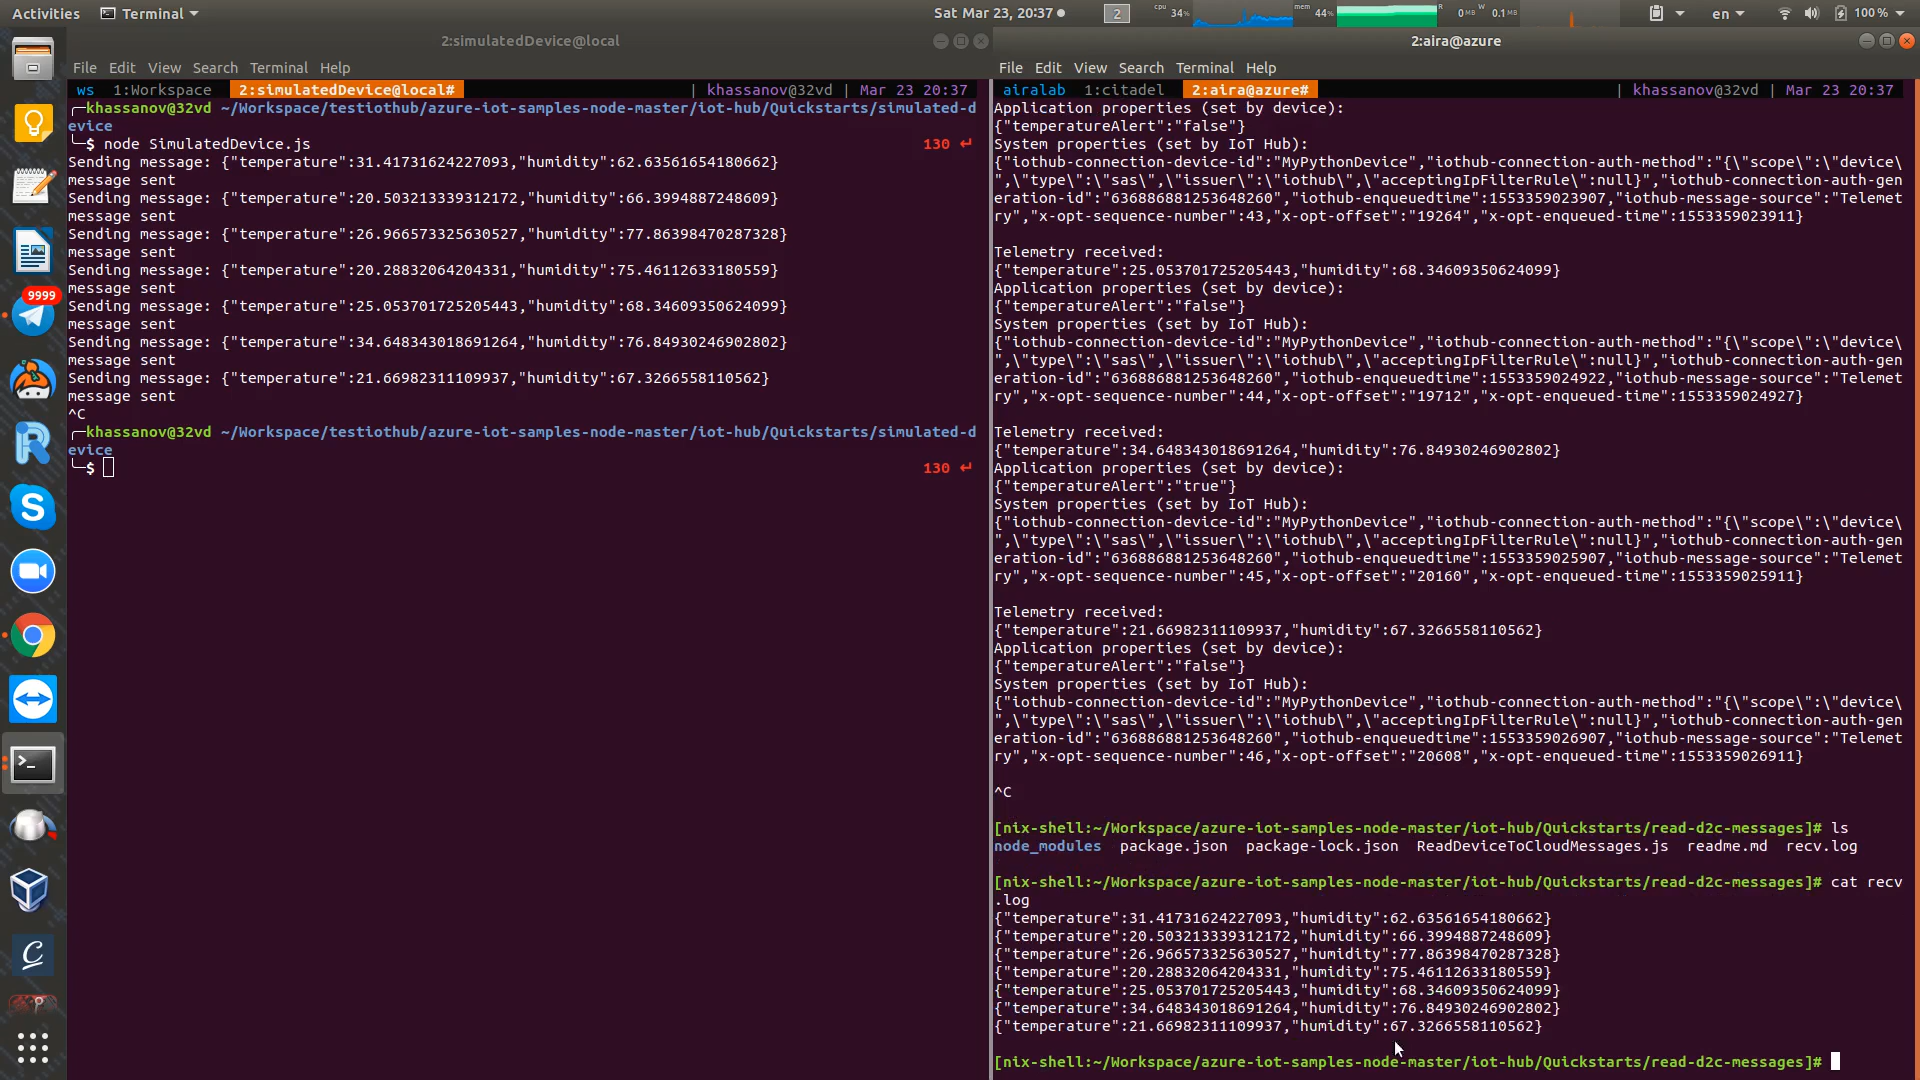 Activities
Terminal
Sat Mar 23, 20:37
2
cpu 34%
mem 44%
R 0MB W 0.1MB
en
100 %
2:simulatedDevice@local
File Edit View Search Terminal Help
ws 1:Workspace 2:simulatedDevice@local# | khassanov@32vd | Mar 23 20:37
khassanov@32vd ~/Workspace/testiothub/azure-iot-samples-node-master/iot-hub/Quickstarts/simulated-d
evice
$ node SimulatedDevice.js 130 ↵
Sending message: {"temperature":31.41731624227093,"humidity":62.63561654180662}
message sent
Sending message: {"temperature":20.503213339312172,"humidity":66.3994887248609}
message sent
Sending message: {"temperature":26.966573325630527,"humidity":77.86398470287328}
message sent
Sending message: {"temperature":20.28832064204331,"humidity":75.46112633180559}
message sent
Sending message: {"temperature":25.053701725205443,"humidity":68.34609350624099}
message sent
Sending message: {"temperature":34.648343018691264,"humidity":76.84930246902802}
message sent
Sending message: {"temperature":21.66982311109937,"humidity":67.3266558110562}
message sent
^C
khassanov@32vd ~/Workspace/testiothub/azure-iot-samples-node-master/iot-hub/Quickstarts/simulated-d
evice
$ 130 ↵
9999
2:aira@azure
File Edit View Search Terminal Help
airalab 1:citadel 2:aira@azure# | khassanov@32vd | Mar 23 20:37
Application properties (set by device):
{"temperatureAlert":"false"}
System properties (set by IoT Hub):
{"iothub-connection-device-id":"MyPythonDevice","iothub-connection-auth-method":"{\"scope\":\"device\
",\"type\":\"sas\",\"issuer\":\"iothub\",\"acceptingIpFilterRule\":null}","iothub-connection-auth-gen
eration-id":"636886881253648260","iothub-enqueuedtime":1553359023907,"iothub-message-source":"Telemet
ry","x-opt-sequence-number":43,"x-opt-offset":"19264","x-opt-enqueued-time":1553359023911}
Telemetry received:
{"temperature":25.053701725205443,"humidity":68.34609350624099}
Application properties (set by device):
{"temperatureAlert":"false"}
System properties (set by IoT Hub):
{"iothub-connection-device-id":"MyPythonDevice","iothub-connection-auth-method":"{\"scope\":\"device\
",\"type\":\"sas\",\"issuer\":\"iothub\",\"acceptingIpFilterRule\":null}","iothub-connection-auth-gen
eration-id":"636886881253648260","iothub-enqueuedtime":1553359024922,"iothub-message-source":"Telemet
ry","x-opt-sequence-number":44,"x-opt-offset":"19712","x-opt-enqueued-time":1553359024927}
Telemetry received:
{"temperature":34.648343018691264,"humidity":76.84930246902802}
Application properties (set by device):
{"temperatureAlert":"true"}
System properties (set by IoT Hub):
{"iothub-connection-device-id":"MyPythonDevice","iothub-connection-auth-method":"{\"scope\":\"device\
",\"type\":\"sas\",\"issuer\":\"iothub\",\"acceptingIpFilterRule\":null}","iothub-connection-auth-gen
eration-id":"636886881253648260","iothub-enqueuedtime":1553359025907,"iothub-message-source":"Telemet
ry","x-opt-sequence-number":45,"x-opt-offset":"20160","x-opt-enqueued-time":1553359025911}
Telemetry received:
{"temperature":21.66982311109937,"humidity":67.3266558110562}
Application properties (set by device):
{"temperatureAlert":"false"}
System properties (set by IoT Hub):
{"iothub-connection-device-id":"MyPythonDevice","iothub-connection-auth-method":"{\"scope\":\"device\
",\"type\":\"sas\",\"issuer\":\"iothub\",\"acceptingIpFilterRule\":null}","iothub-connection-auth-gen
eration-id":"636886881253648260","iothub-enqueuedtime":1553359026907,"iothub-message-source":"Telemet
ry","x-opt-sequence-number":46,"x-opt-offset":"20608","x-opt-enqueued-time":1553359026911}
^C
[nix-shell:~/Workspace/azure-iot-samples-node-master/iot-hub/Quickstarts/read-d2c-messages]# ls
node_modules package.json package-lock.json ReadDeviceToCloudMessages.js readme.md recv.log
[nix-shell:~/Workspace/azure-iot-samples-node-master/iot-hub/Quickstarts/read-d2c-messages]# cat recv
.log
{"temperature":31.41731624227093,"humidity":62.63561654180662}
{"temperature":20.503213339312172,"humidity":66.3994887248609}
{"temperature":26.966573325630527,"humidity":77.86398470287328}
{"temperature":20.28832064204331,"humidity":75.46112633180559}
{"temperature":25.053701725205443,"humidity":68.34609350624099}
{"temperature":34.648343018691264,"humidity":76.84930246902802}
{"temperature":21.66982311109937,"humidity":67.3266558110562}
[nix-shell:~/Workspace/azure-iot-samples-node-master/iot-hub/Quickstarts/read-d2c-messages]#